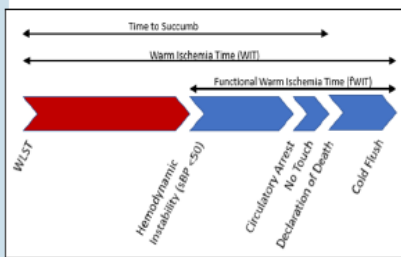 Time to Succumb
Warm Ischemia Time (WIT)
Functional Warm Ischemia Time (fWIT)
WLST
Hemodynamic
Instability (sBP <50)
Circulatory Arrest
No Touch
Declaration of Death
Cold Flush